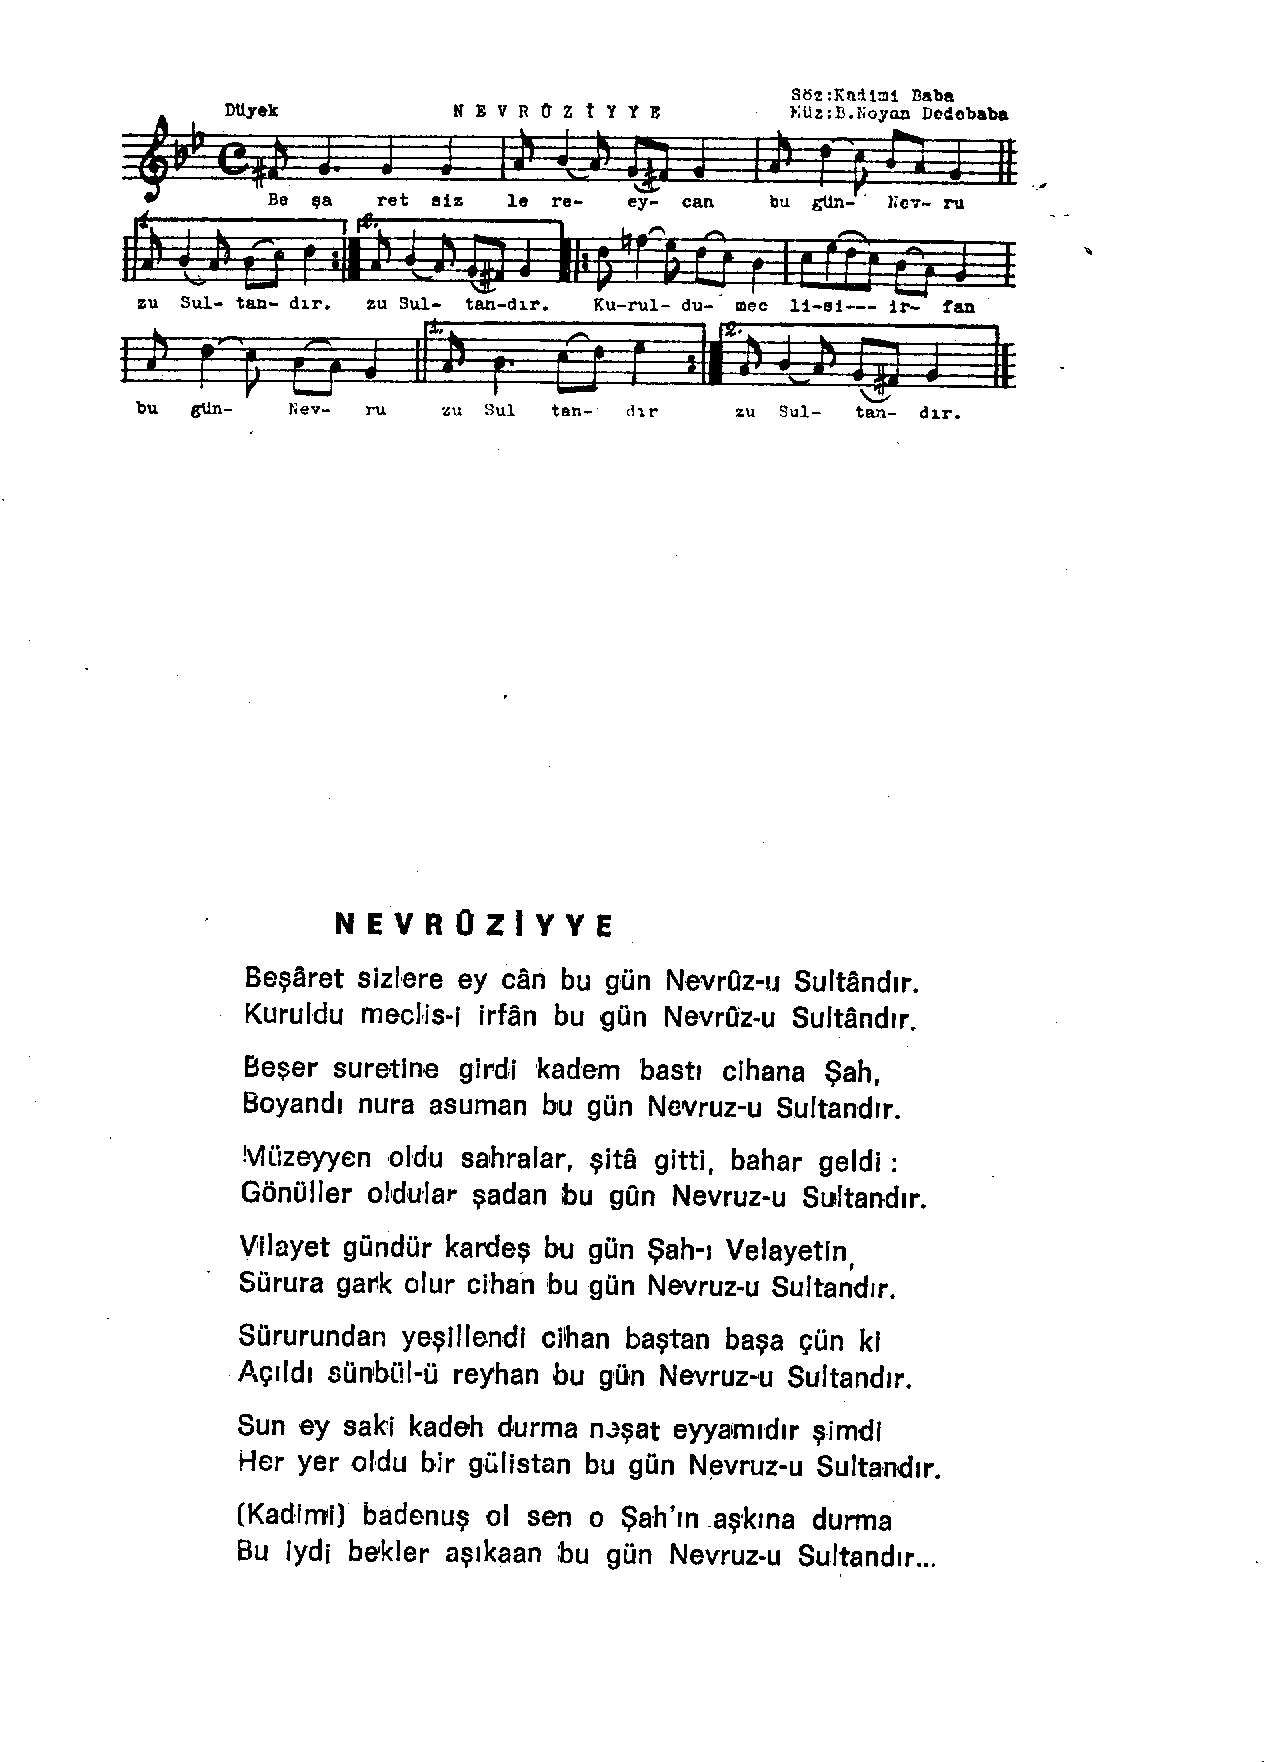 Söz:Kadimi Baba
Düyek NEVRÛZİYYE Müz:B.Noyan Dedebaba
Be şa ret siz le re- ey- can bu gün- Nev- ru
1. 2.
zu Sul- tan- dır. zu Sul- tan-dır. Ku-rul- du- mec li-si--- ir- fan
1. 2.
bu gün- Nev- ru zu Sul tan- dır zu Sul- tan- dır.
NEVRÛZİYYE
Beşâret sizlere ey cân bu gün Nevrûz-u Sultândır.
Kuruldu meclis-i irfân bu gün Nevrûz-u Sultândır.
Beşer suretine girdi kadem bastı cihana Şah,
Boyandı nura asuman bu gün Nevruz-u Sultandır.
Müzeyyen oldu sahralar, şitâ gitti, bahar geldi :
Gönüller oldular şadan bu gün Nevruz-u Sultandır.
Vilayet gündür kardeş bu gün Şah-ı Velayetin,
Sürura gark olur cihan bu gün Nevruz-u Sultandır.
Sürurundan yeşillendi cihan baştan başa çün ki
Açıldı sünbül-ü reyhan bu gün Nevruz-u Sultandır.
Sun ey saki kadeh durma neşat eyyamıdır şimdi
Her yer oldu bir gülistan bu gün Nevruz-u Sultandır.
(Kadimi) badenuş ol sen o Şah'ın aşkına durma
Bu iydi bekler aşıkaan bu gün Nevruz-u Sultandır...